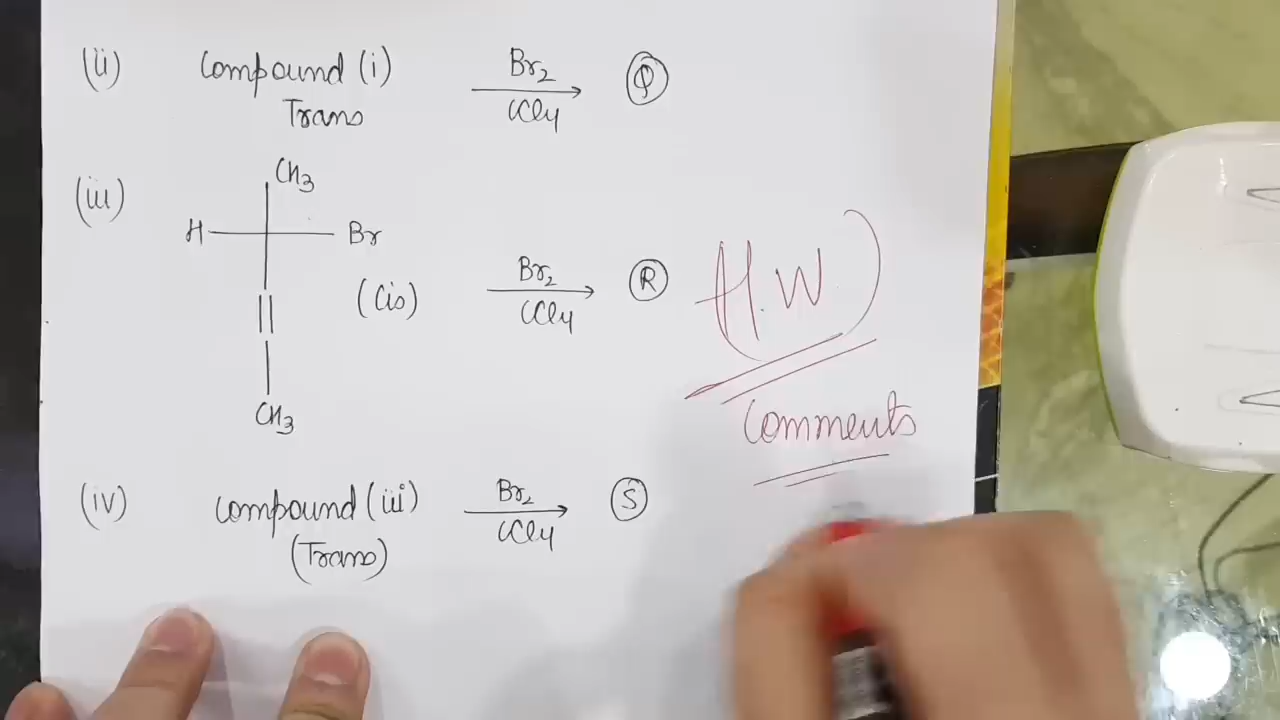 (ii) Compound (i) Br2 Q
Trans CCl4
(iii) CH3
H Br
(Cis) Br2 R
CCl4
CH3
(iv) Compound (iii) Br2 S
(Trans) CCl4
H.W
Comments